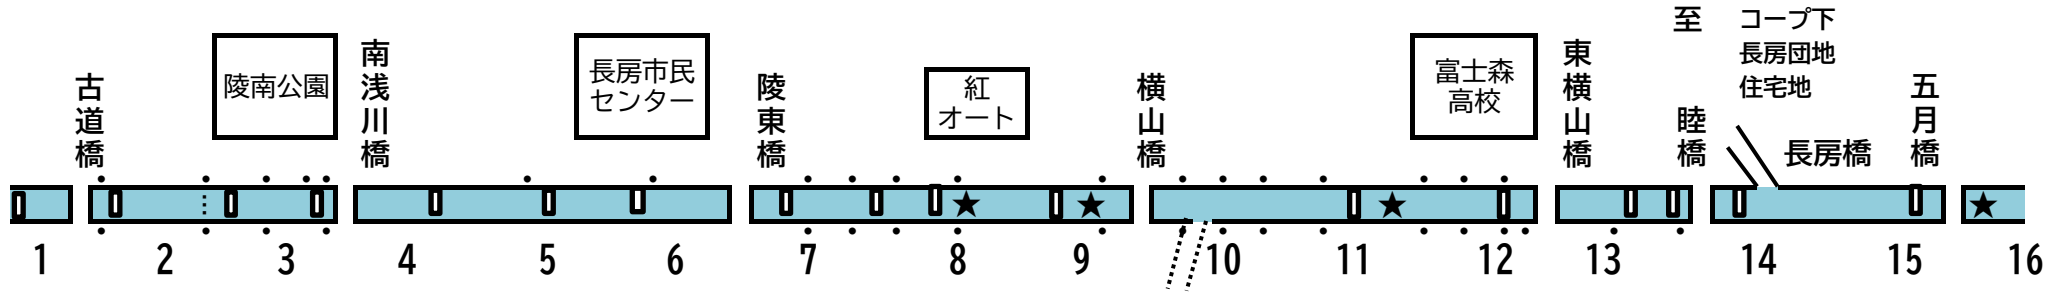 古道橋
陵南公園
南浅川橋
長房市民
センター
陵東橋
紅
オート
横山橋
富士森
高校
東横山橋
至
睦橋
コープ下
長房団地
住宅地
長房橋
五月橋
1 2 3 4 5 6 7 8 9 10 11 12 13 14 15 16